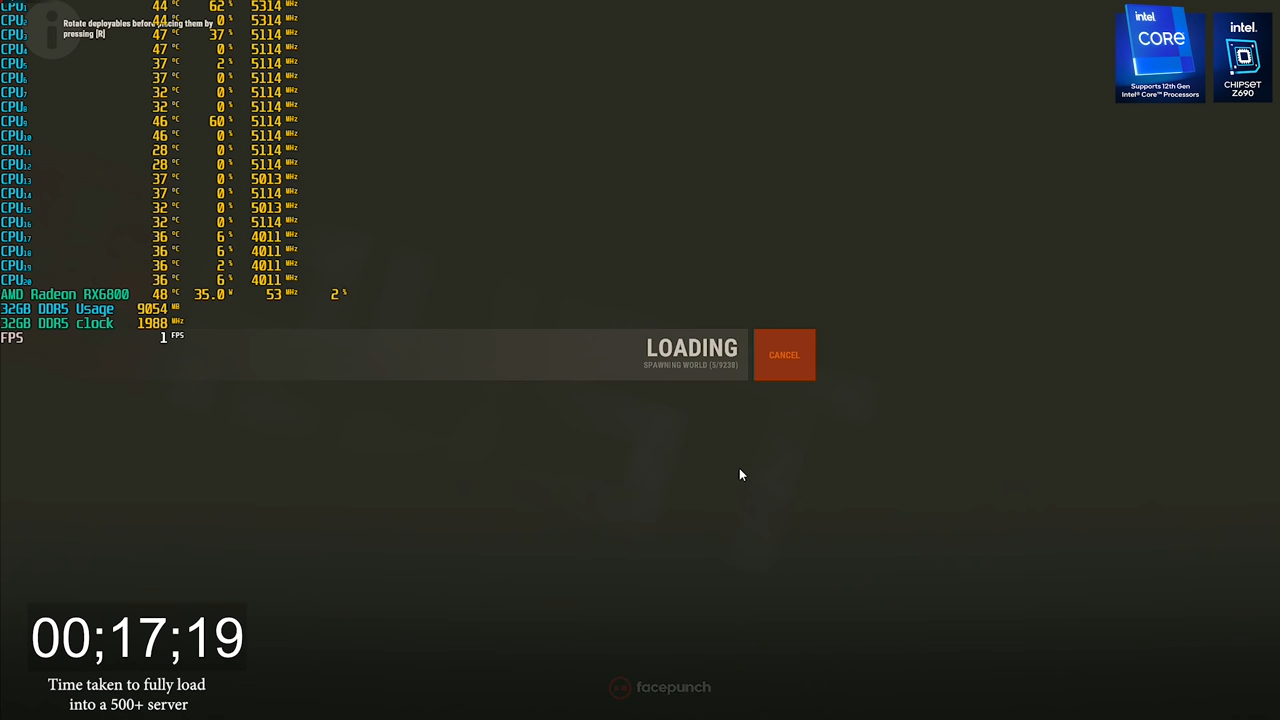 CPU1 44 °C 62 % 5314 MHz
CPU2 44 °C 0 % 5314 MHz
Rotate deployables before placing them by
pressing [R]
CPU3 47 °C 37 % 5114 MHz
CPU4 47 °C 0 % 5114 MHz
CPU5 37 °C 2 % 5114 MHz
CPU6 37 °C 0 % 5114 MHz
CPU7 32 °C 0 % 5114 MHz
CPU8 32 °C 0 % 5114 MHz
CPU9 46 °C 60 % 5114 MHz
CPU10 46 °C 0 % 5114 MHz
CPU11 28 °C 0 % 5114 MHz
CPU12 28 °C 0 % 5114 MHz
CPU13 37 °C 0 % 5013 MHz
CPU14 37 °C 0 % 5114 MHz
CPU15 32 °C 0 % 5013 MHz
CPU16 32 °C 0 % 5114 MHz
CPU17 36 °C 6 % 4011 MHz
CPU18 36 °C 6 % 4011 MHz
CPU19 36 °C 2 % 4011 MHz
CPU20 36 °C 6 % 4011 MHz
AMD Radeon RX6800 48 °C 35.0 W 53 MHz 2 %
32GB DDR5 Usage 9054 MB
32GB DDR5 clock 1988 MHz
FPS 1 FPS
intel
CORE
Supports 12th Gen
Intel® Core™ Processors
intel.
CHIPSET
Z690
LOADING
SPAWNING WORLD (5/9238)
CANCEL
00;17;19
Time taken to fully load
into a 500+ server
facepunch